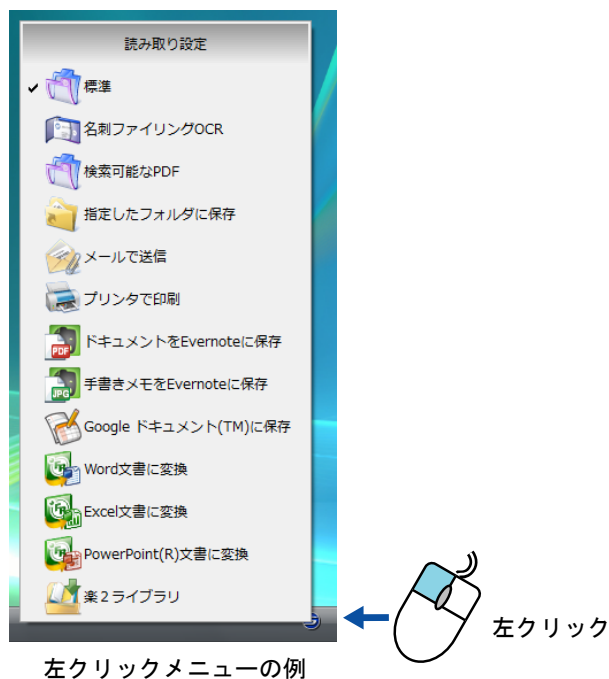 読み取り設定
標準
名刺ファイリングOCR
検索可能なPDF
指定したフォルダに保存
メールで送信
プリンタで印刷
PDF ドキュメントをEvernoteに保存
JPG 手書きメモをEvernoteに保存
Google ドキュメント(TM)に保存
Word文書に変換
Excel文書に変換
PowerPoint(R)文書に変換
楽２ライブラリ
左クリック
左クリックメニューの例